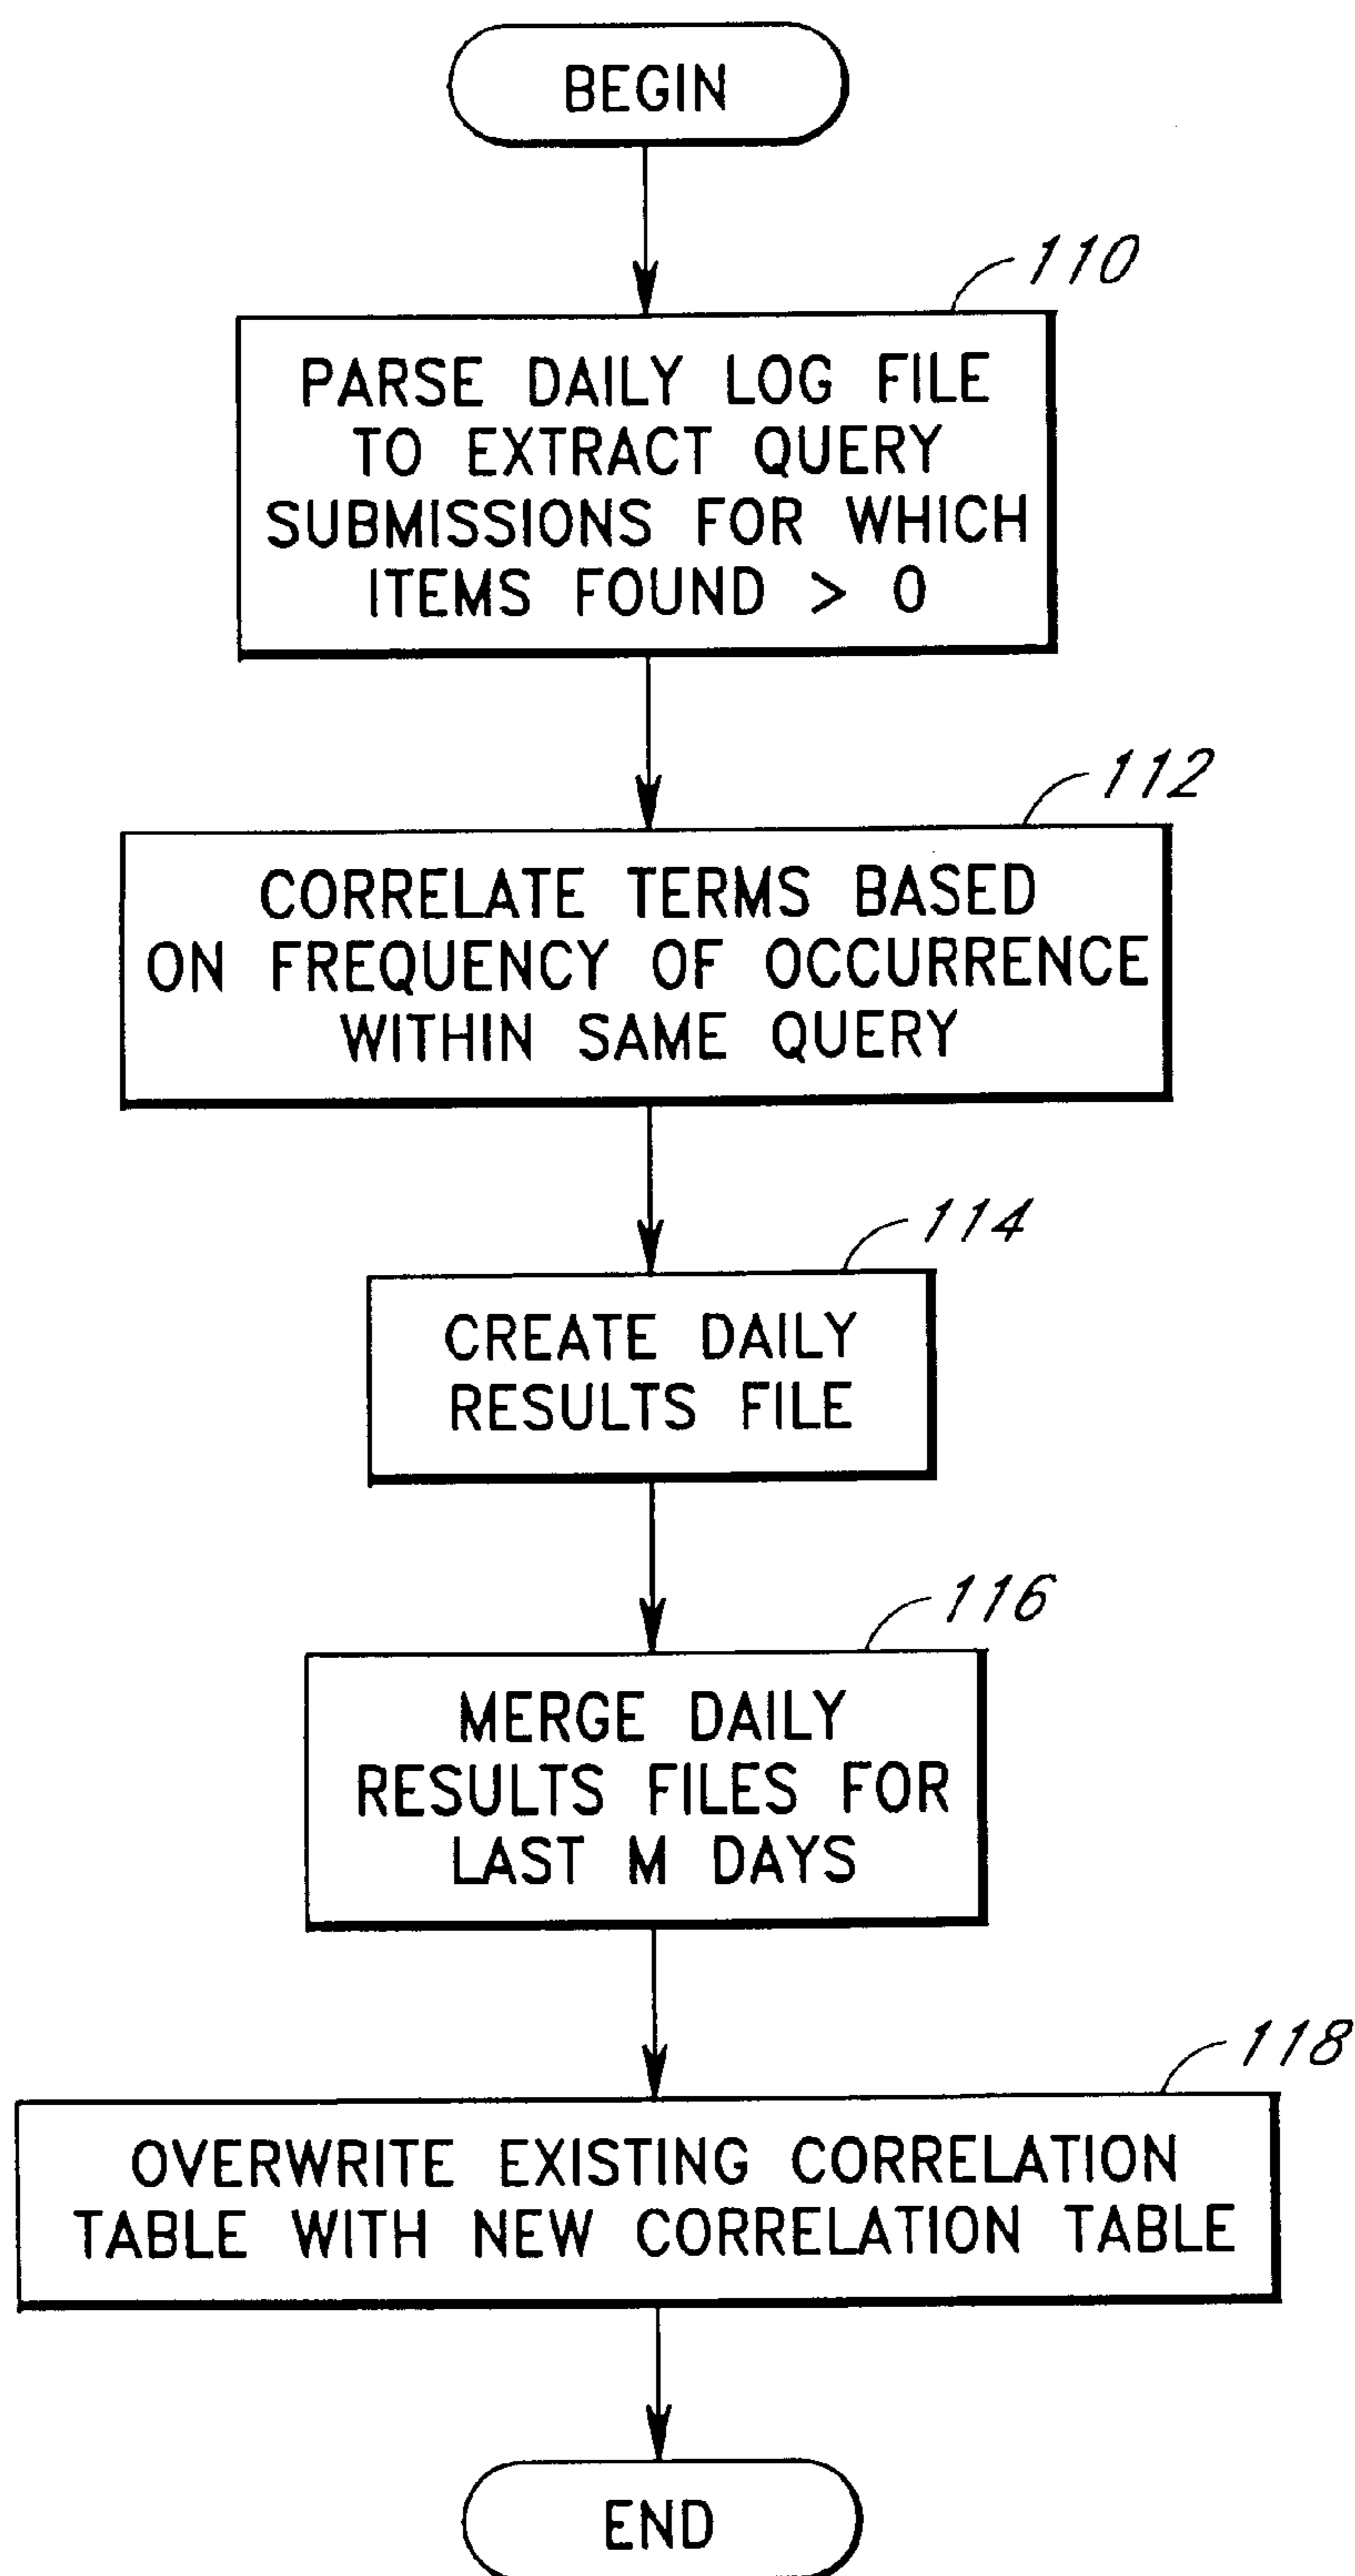 BEGIN
110
PARSE DAILY LOG FILE
TO EXTRACT QUERY
SUBMISSIONS FOR WHICH
ITEMS FOUND > 0
112
CORRELATE TERMS BASED
ON FREQUENCY OF OCCURRENCE
WITHIN SAME QUERY
114
CREATE DAILY
RESULTS FILE
116
MERGE DAILY
RESULTS FILES FOR
LAST M DAYS
118
OVERWRITE EXISTING CORRELATION
TABLE WITH NEW CORRELATION TABLE
END